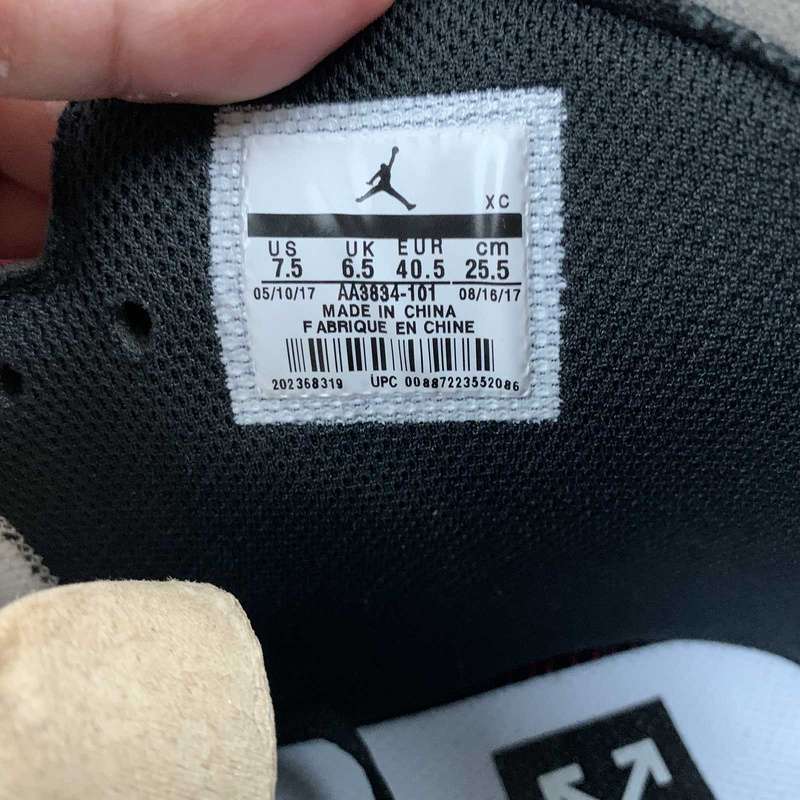 XC
US UK EUR cm
7.5 6.5 40.5 25.5
05/10/17 AA3834-101 08/16/17
MADE IN CHINA
FABRIQUE EN CHINE
202368319 UPC 00887223552086